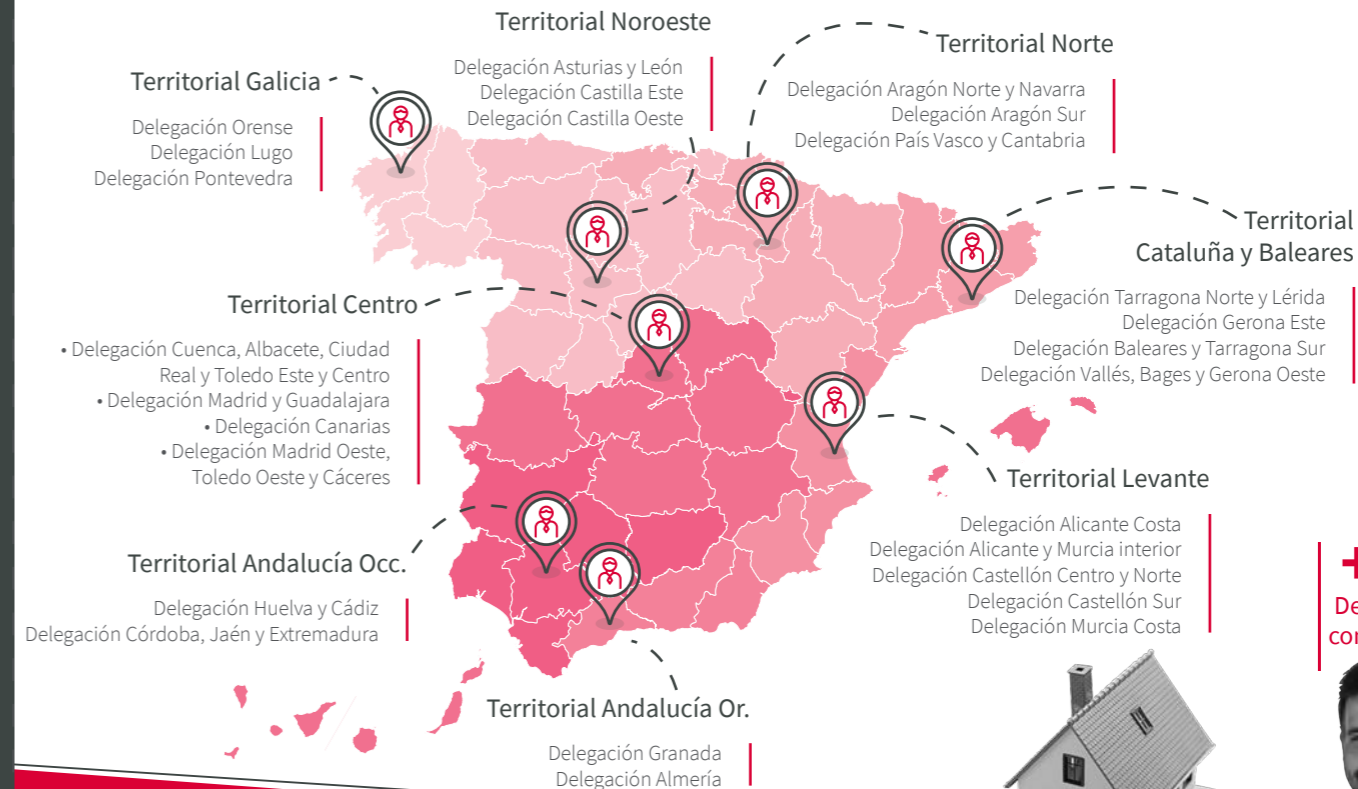 Territorial Noroeste
Delegación Asturias y León
Delegación Castilla Este
Delegación Castilla Oeste
Territorial Norte
Delegación Aragón Norte y Navarra
Delegación Aragón Sur
Delegación País Vasco y Cantabria
Territorial Galicia
Delegación Orense
Delegación Lugo
Delegación Pontevedra
Territorial
Cataluña y Baleares
Delegación Tarragona Norte y Lérida
Delegación Gerona Este
Delegación Baleares y Tarragona Sur
Delegación Vallés, Bages y Gerona Oeste
Territorial Centro
• Delegación Cuenca, Albacete, Ciudad
Real y Toledo Este y Centro
• Delegación Madrid y Guadalajara
• Delegación Canarias
• Delegación Madrid Oeste,
Toledo Oeste y Cáceres
Territorial Levante
Delegación Alicante Costa
Delegación Alicante y Murcia interior
Delegación Castellón Centro y Norte
Delegación Castellón Sur
Delegación Murcia Costa
Territorial Andalucía Occ.
Delegación Huelva y Cádiz
Delegación Córdoba, Jaén y Extremadura
Territorial Andalucía Or.
Delegación Granada
Delegación Almería